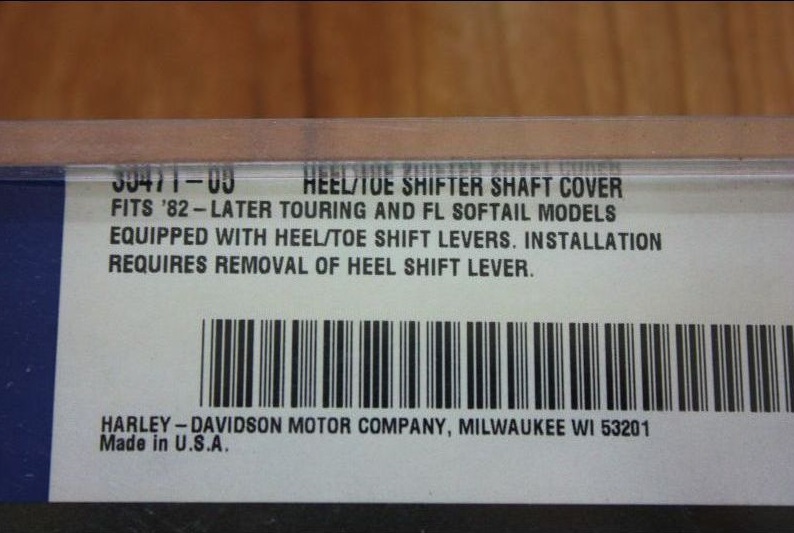 HEEL/TOE SHIFTER SHAFT COVER
FITS '82-LATER TOURING AND FL SOFTAIL MODELS
EQUIPPED WITH HEEL/TOE SHIFT LEVERS. INSTALLATION
REQUIRES REMOVAL OF HEEL SHIFT LEVER.
HARLEY-DAVIDSON MOTOR COMPANY, MILWAUKEE WI 53201
Made in U.S.A.